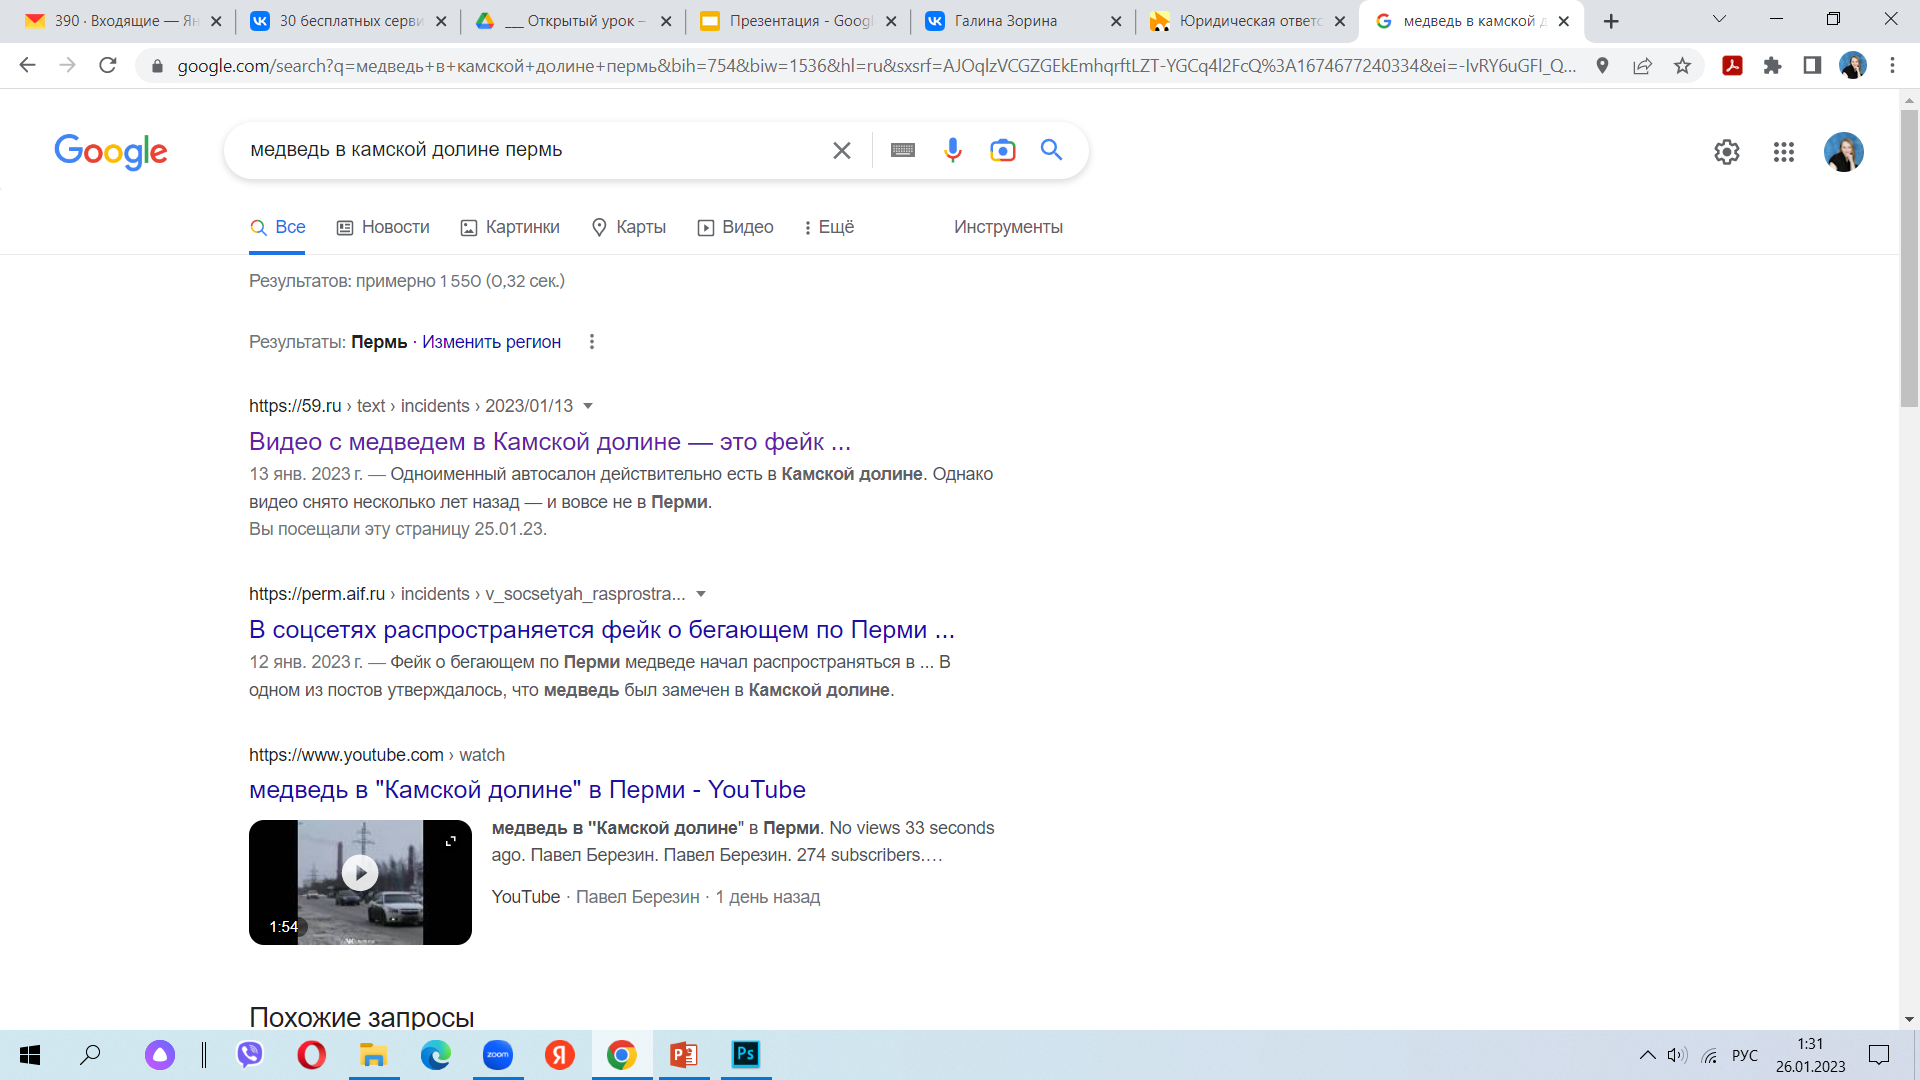 390 · Входящие — Ян
30 бесплатных серви
___ Открытый урок –
Презентация - Googl
Галина Зорина
Юридическая ответс
медведь в камской д
google.com/search?q=медведь+в+камской+долине+пермь&bih=754&biw=1536&hl=ru&sxsrf=AJOqlzVCGZGEkEmhqrftLZT-YGCq4l2FcQ%3A1674677240334&ei=-IvRY6uGFI_Q...
Google
медведь в камской долине пермь
Все
Новости
Картинки
Карты
Видео
Ещё
Инструменты
Результатов: примерно 1 550 (0,32 сек.)
Результаты: Пермь · Изменить регион
https://59.ru › text › incidents › 2023/01/13
Видео с медведем в Камской долине — это фейк ...
13 янв. 2023 г. — Одноименный автосалон действительно есть в Камской долине. Однако
видео снято несколько лет назад — и вовсе не в Перми.
Вы посещали эту страницу 25.01.23.
https://perm.aif.ru › incidents › v_socsetyah_rasprostra...
В соцсетях распространяется фейк о бегающем по Перми ...
12 янв. 2023 г. — Фейк о бегающем по Перми медведе начал распространяться в ... В
одном из постов утверждалось, что медведь был замечен в Камской долине.
https://www.youtube.com › watch
медведь в "Камской долине" в Перми - YouTube
медведь в "Камской долине" в Перми. No views 33 seconds
ago. Павел Березин. Павел Березин. 274 subscribers.…
YouTube · Павел Березин · 1 день назад
1:54
Похожие запросы
zoom
Я
P
Ps
РУС
1:31
26.01.2023